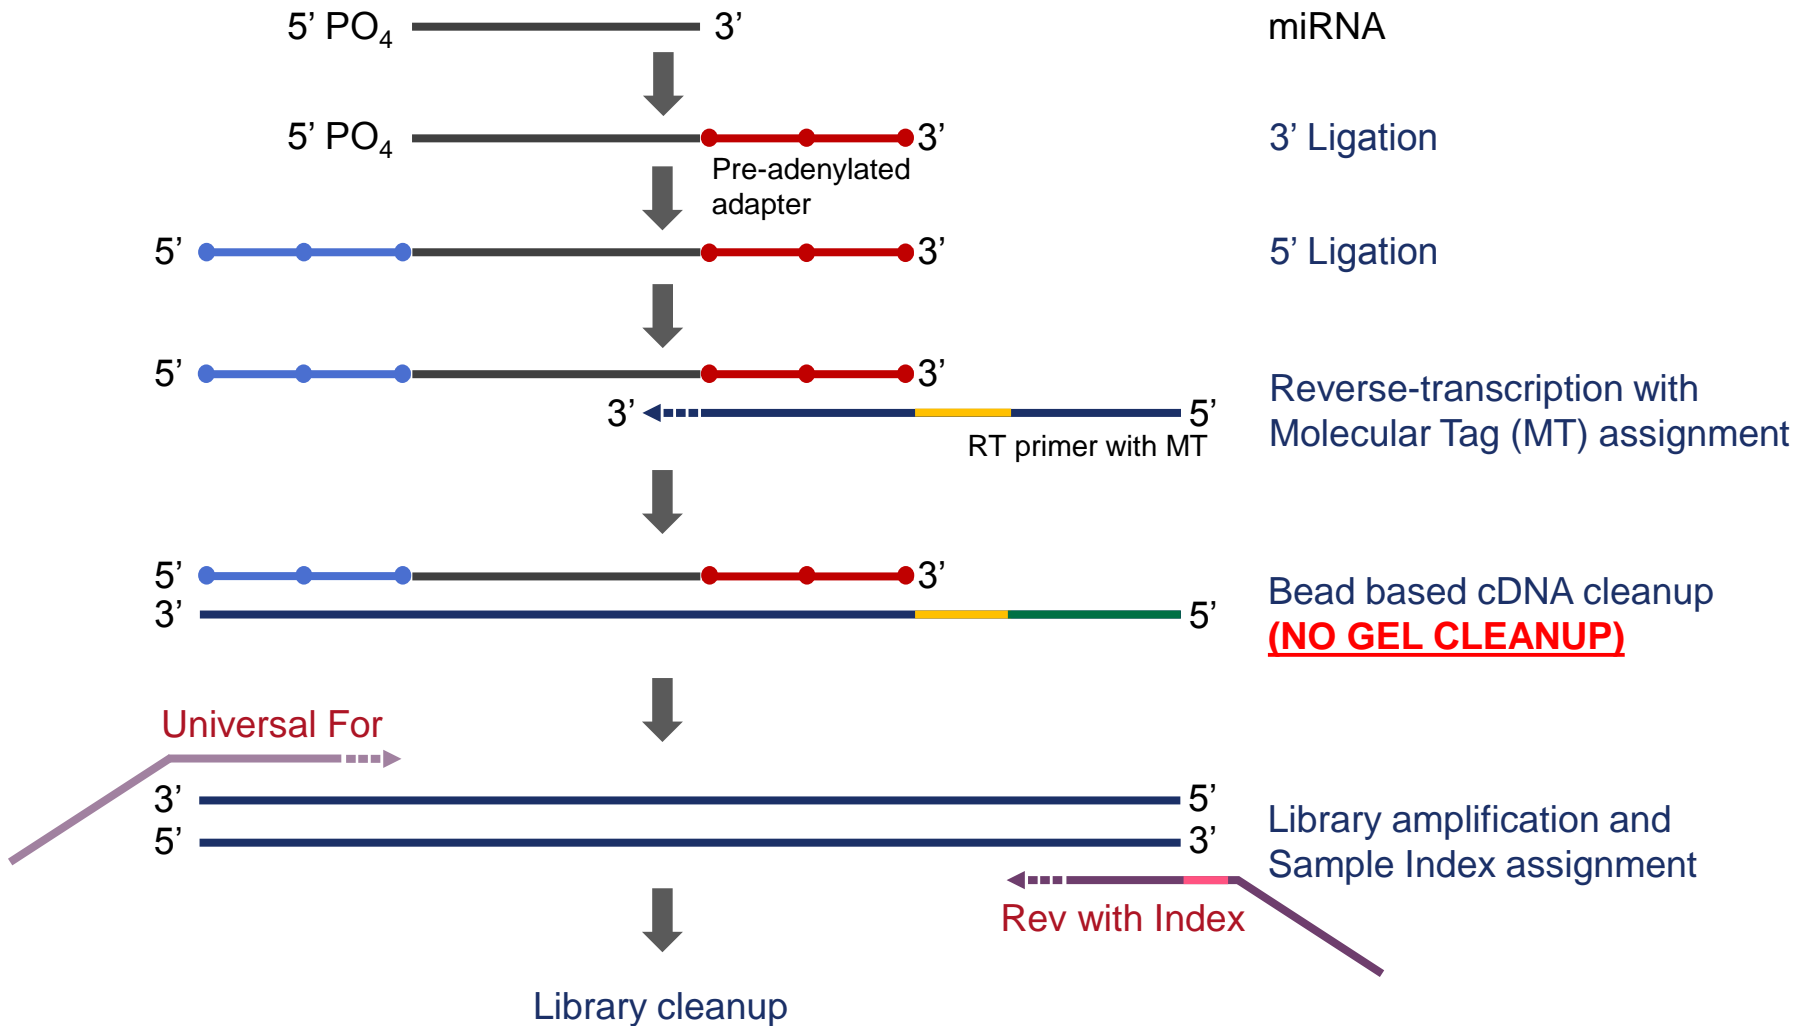 5’ PO4 3’ miRNA
5’ PO4 3’ 3’ Ligation
Pre-adenylated
adapter
5’ 3’ 5’ Ligation
5’ 3’
Reverse-transcription with
3’ 5’
Molecular Tag (MT) assignment
RT primer with MT
5’ 3’
Bead based cDNA cleanup
3’ 5’
(NO GEL CLEANUP)
Universal For
3’ 5’
Library amplification and
5’ 3’
Sample Index assignment
Rev with Index
Library cleanup